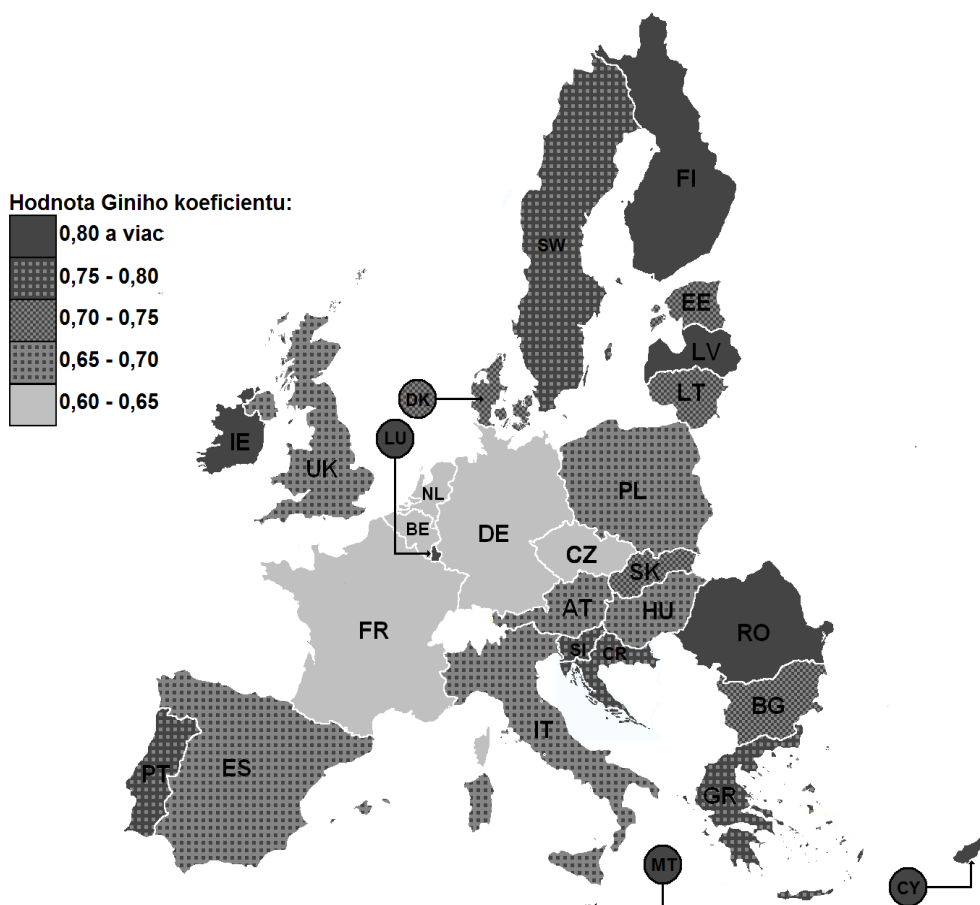 FI
SW
Hodnota Giniho koeficientu:
0,80 a viac
0,75 - 0,80
0,70 - 0,75
0,65 - 0,70
0,60 - 0,65
EE
LV
LT
DK
LU
IE
UK
NL
PL
BE
DE
CZ
SK
AT
HU
FR
RO
SI
CR
BG
IT
PT
ES
GR
MT
CY